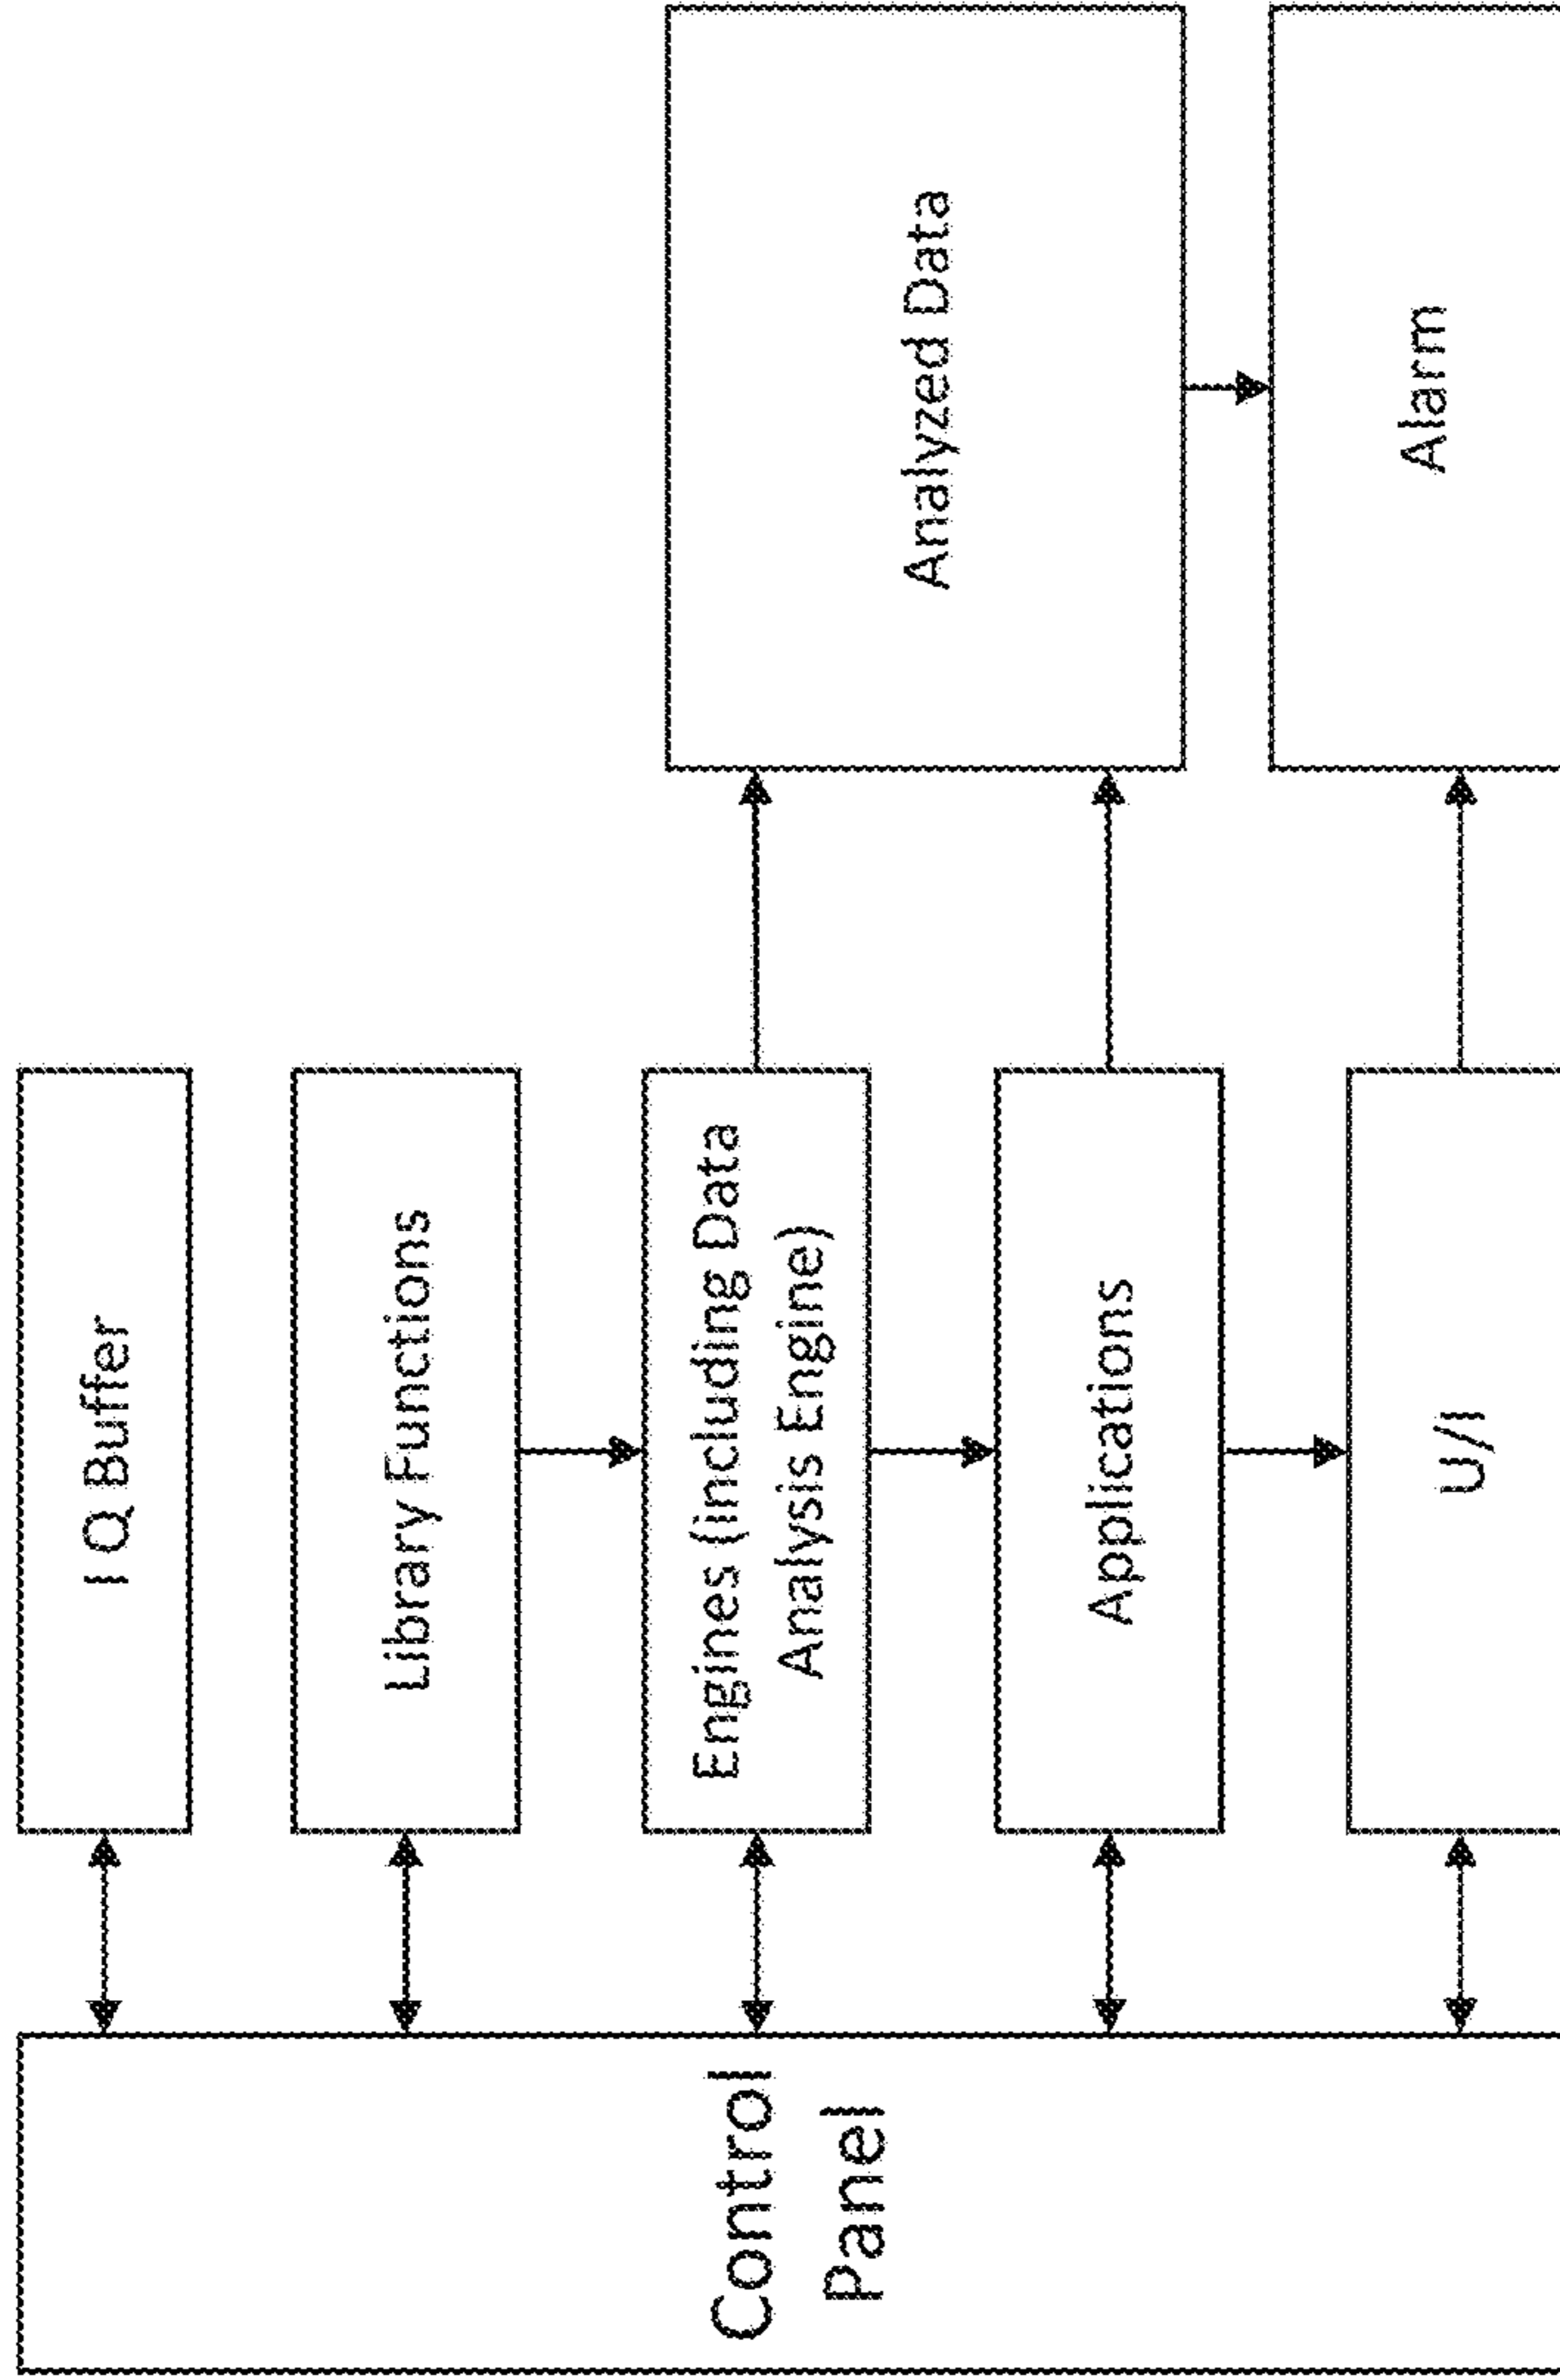 Analyzed Data
Alarm
I Q Buffer
Library Functions
Engines (including Data
Analysis Engine)
Applications
U/I
Control
Panel